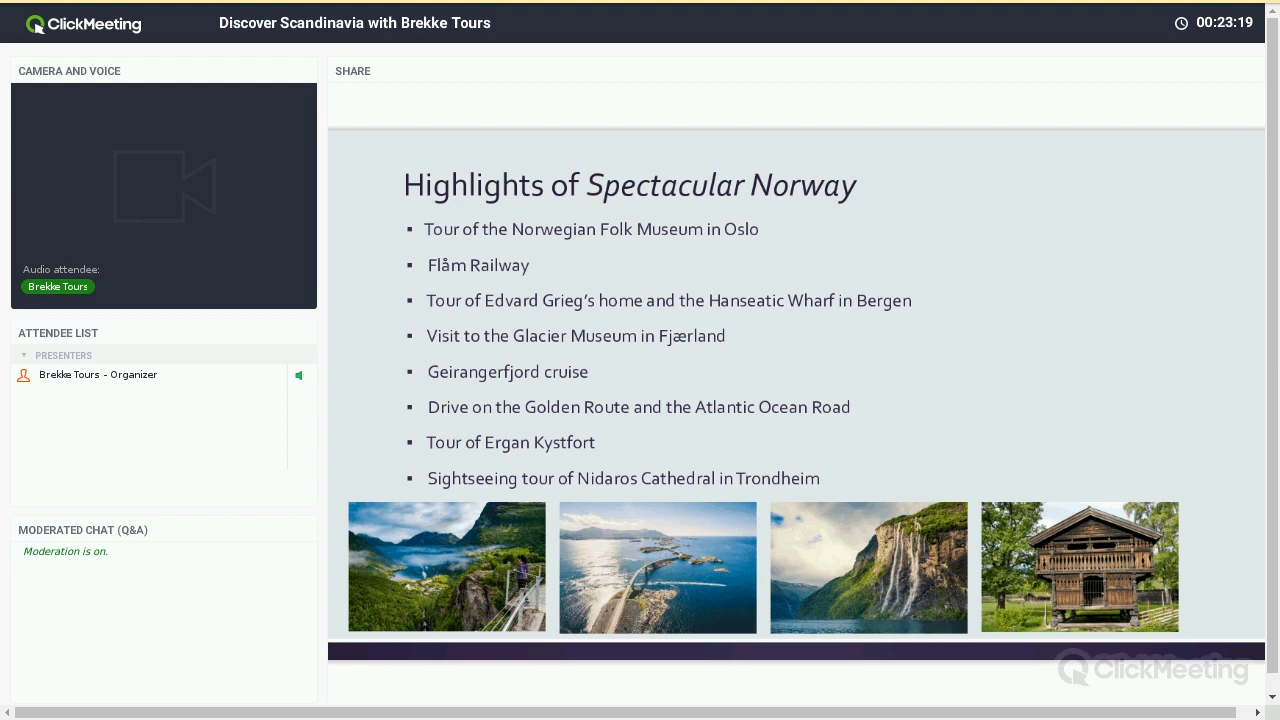 ClickMeeting
Discover Scandinavia with Brekke Tours
00:23:19
CAMERA AND VOICE
Audio attendee:
Brekke Tours
ATTENDEE LIST
PRESENTERS
Brekke Tours - Organizer
MODERATED CHAT (Q&A)
Moderation is on.
SHARE
Highlights of Spectacular Norway
▪ Tour of the Norwegian Folk Museum in Oslo
▪ Flåm Railway
▪ Tour of Edvard Grieg's home and the Hanseatic Wharf in Bergen
▪ Visit to the Glacier Museum in Fjærland
▪ Geirangerfjord cruise
▪ Drive on the Golden Route and the Atlantic Ocean Road
▪ Tour of Ergan Kystfort
▪ Sightseeing tour of Nidaros Cathedral in Trondheim
ClickMeeting